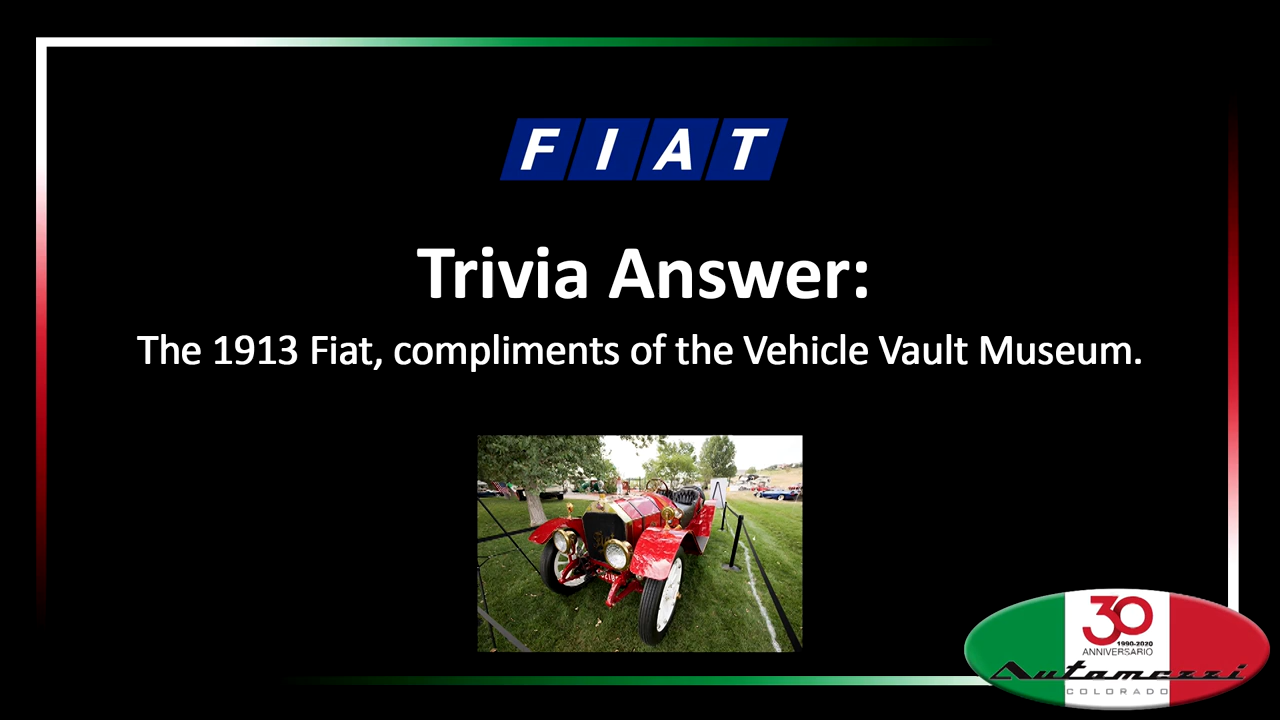 FIAT
Trivia Answer:
The 1913 Fiat, compliments of the Vehicle Vault Museum.
30
1990-2020
ANNIVERSARIO
Automezzi
COLORADO